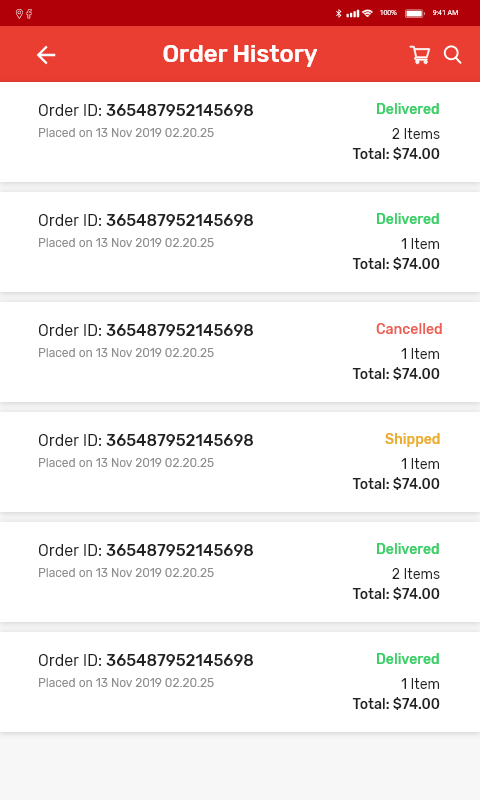 100% 9:41 AM
Order History
Order ID: 365487952145698
Delivered
Placed on 13 Nov 2019 02.20.25
2 Items
Total: $74.00
Order ID: 365487952145698
Delivered
Placed on 13 Nov 2019 02.20.25
1 Item
Total: $74.00
Order ID: 365487952145698
Cancelled
Placed on 13 Nov 2019 02.20.25
1 Item
Total: $74.00
Order ID: 365487952145698
Shipped
Placed on 13 Nov 2019 02.20.25
1 Item
Total: $74.00
Order ID: 365487952145698
Delivered
Placed on 13 Nov 2019 02.20.25
2 Items
Total: $74.00
Order ID: 365487952145698
Delivered
Placed on 13 Nov 2019 02.20.25
1 Item
Total: $74.00